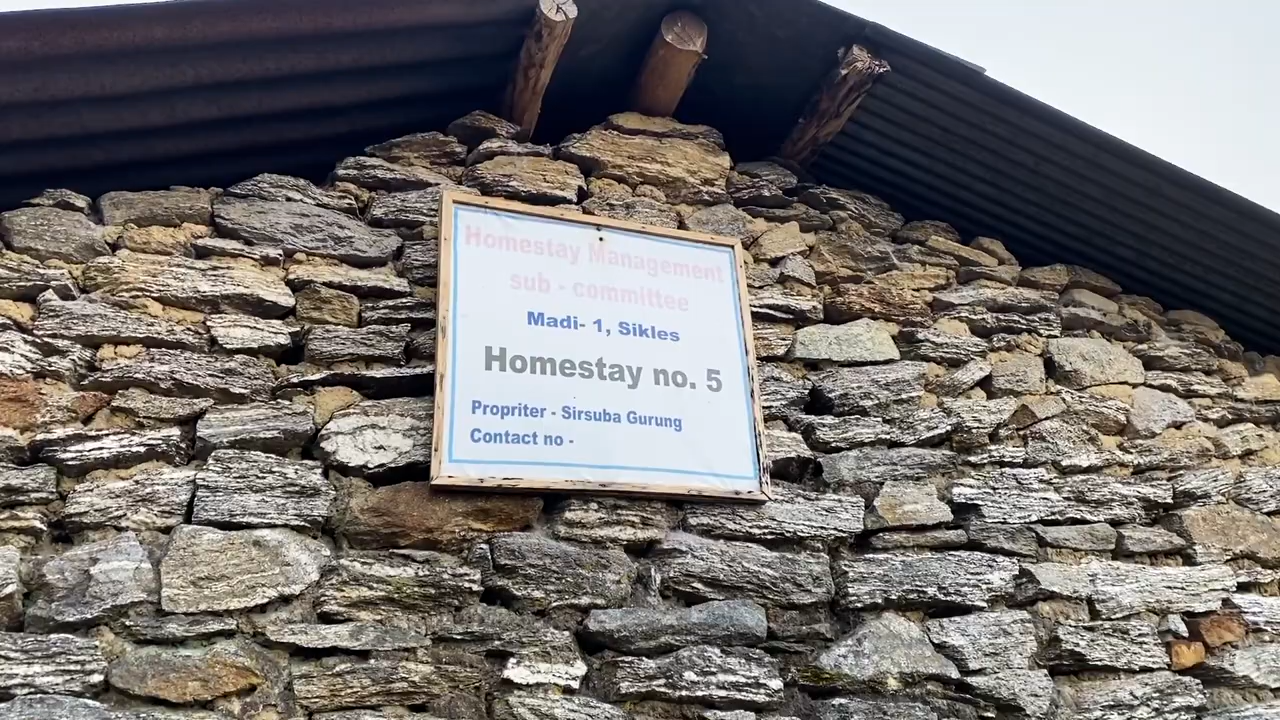 Homestay Management
sub - committee
Madi- 1, Sikles
Homestay no. 5
Propriter - Sirsuba Gurung
Contact no -